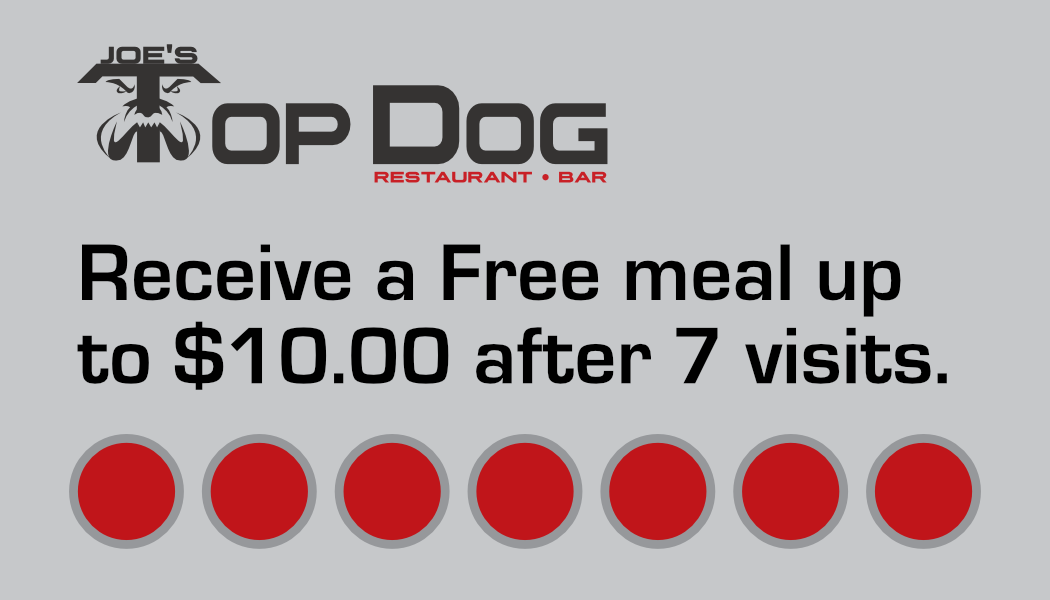 JOE'S
TOP DOG
RESTAURANT • BAR
Receive a Free meal up
to $10.00 after 7 visits.